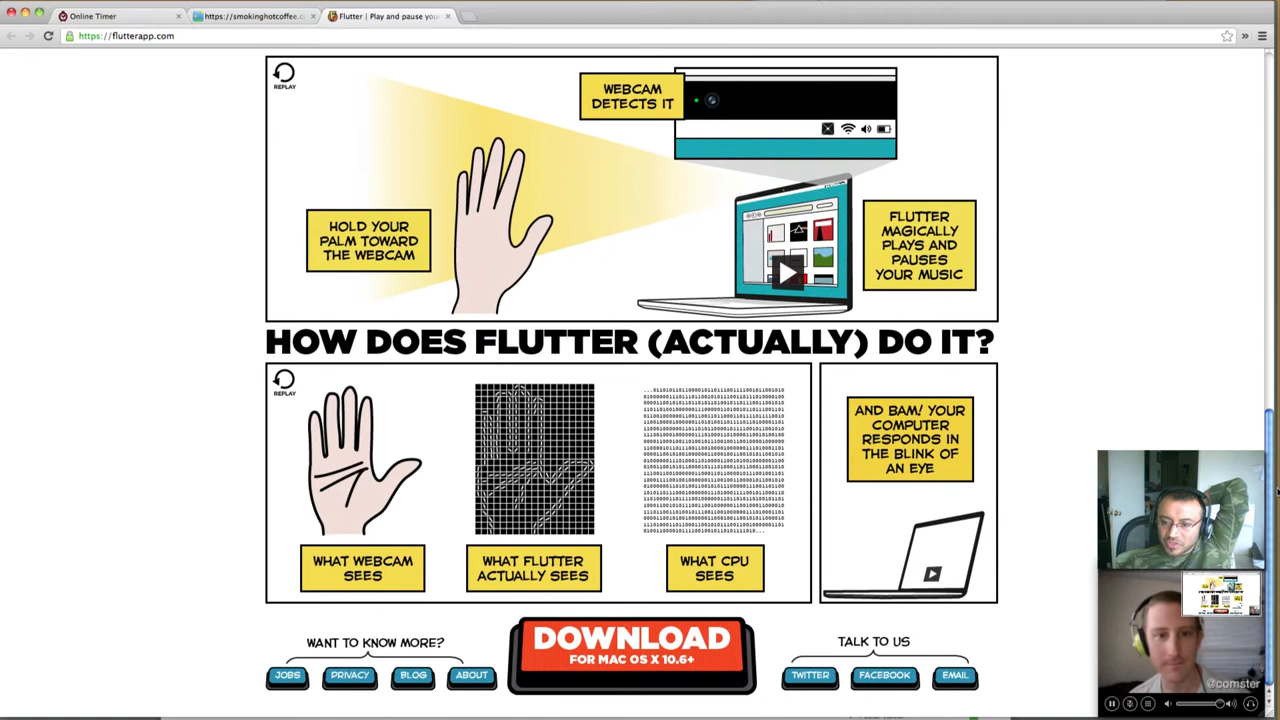 Online Timer
https://smokinghotcoffee.c
Flutter | Play and pause you
https://flutterapp.com
REPLAY
WEBCAM
DETECTS IT
HOLD YOUR
PALM TOWARD
THE WEBCAM
FLUTTER
MAGICALLY
PLAYS AND
PAUSES
YOUR MUSIC
HOW DOES FLUTTER (ACTUALLY) DO IT?
REPLAY
AND BAM! YOUR
COMPUTER
RESPONDS IN
THE BLINK OF
AN EYE
WHAT WEBCAM
SEES
WHAT FLUTTER
ACTUALLY SEES
WHAT CPU
SEES
WANT TO KNOW MORE?
JOBS
PRIVACY
BLOG
ABOUT
DOWNLOAD
FOR MAC OS X 10.6+
TALK TO US
TWITTER
FACEBOOK
EMAIL
@comster